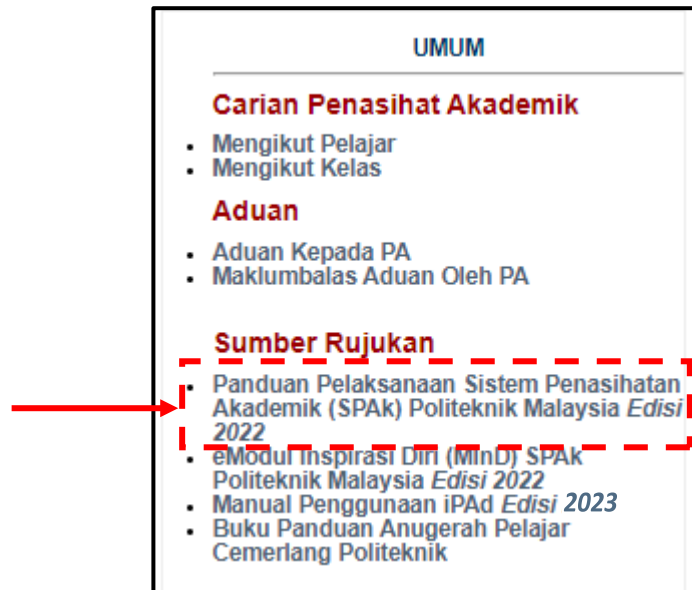 UMUM
Carian Penasihat Akademik
Mengikut Pelajar
Mengikut Kelas
Aduan
Aduan Kepada PA
Maklumbalas Aduan Oleh PA
Sumber Rujukan
Panduan Pelaksanaan Sistem Penasihatan
Akademik (SPAk) Politeknik Malaysia Edisi
2022
eModul Inspirasi Diri (MInD) SPAk
Politeknik Malaysia Edisi 2022
Manual Penggunaan iPAd Edisi 2023
Buku Panduan Anugerah Pelajar
Cemerlang Politeknik